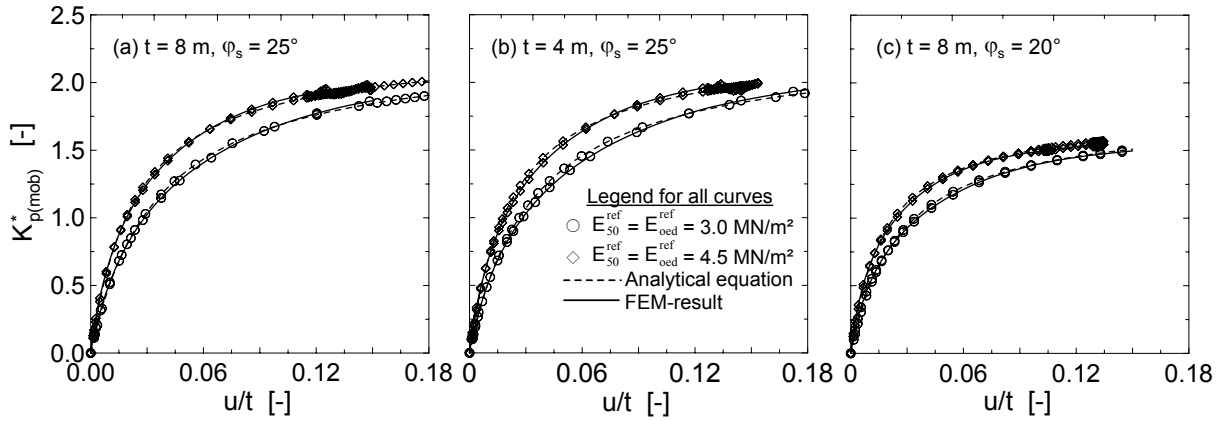 2.5
2.0
1.5
1.0
0.5
0.0
K*p(mob) [-]
(a) t = 8 m, φs = 25°
0.00 0.06 0.12 0.18
u/t [-]
(b) t = 4 m, φs = 25°
Legend for all curves
E50ref = Eoedref = 3.0 MN/m²
E50ref = Eoedref = 4.5 MN/m²
Analytical equation
FEM-result
0 0.06 0.12 0.18
u/t [-]
(c) t = 8 m, φs = 20°
0 0.06 0.12 0.18
u/t [-]